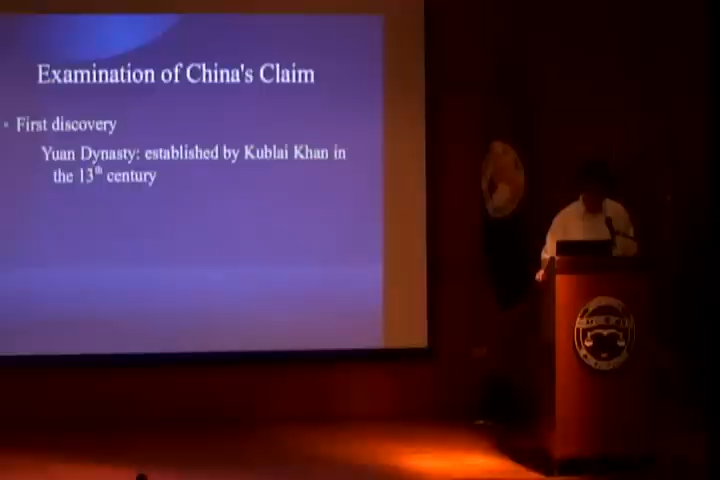 Examination of China's Claim
• First discovery
Yuan Dynasty: established by Kublai Khan in
the 13th century